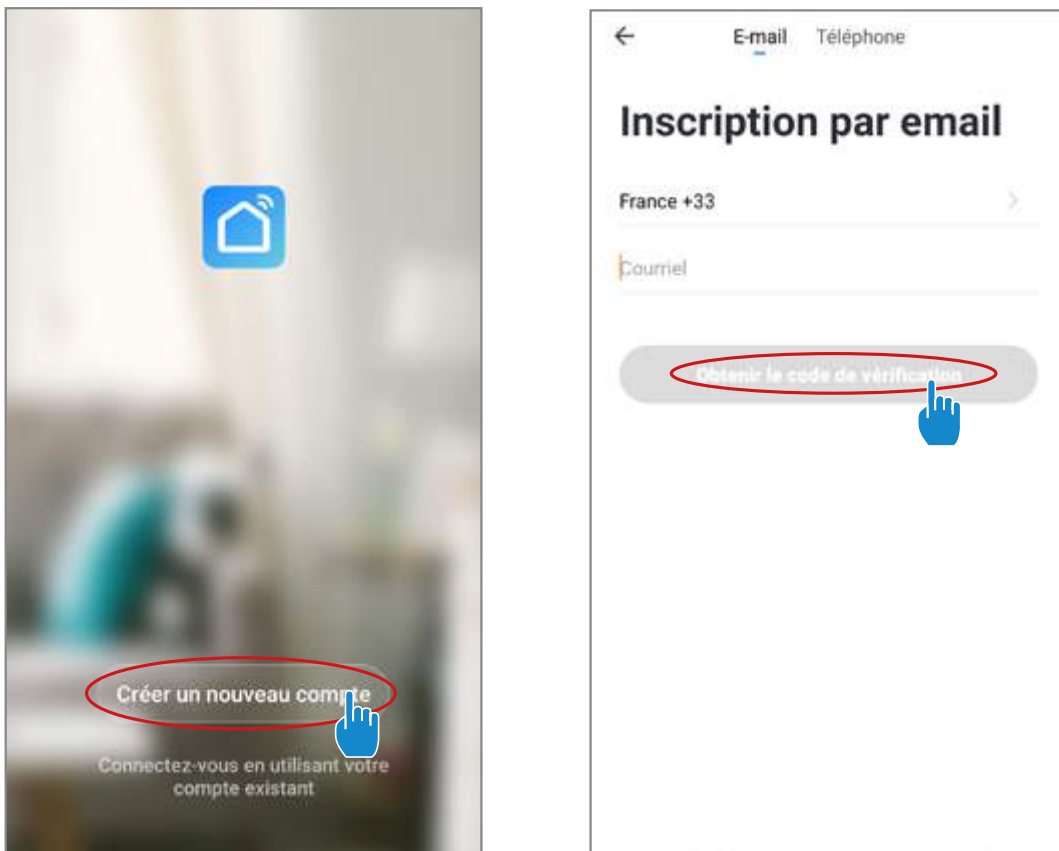 Créer un nouveau compte
Connectez-vous en utilisant votre
compte existant
E-mail Téléphone
Inscription par email
France +33
Courriel
Obtenir le code de vérification